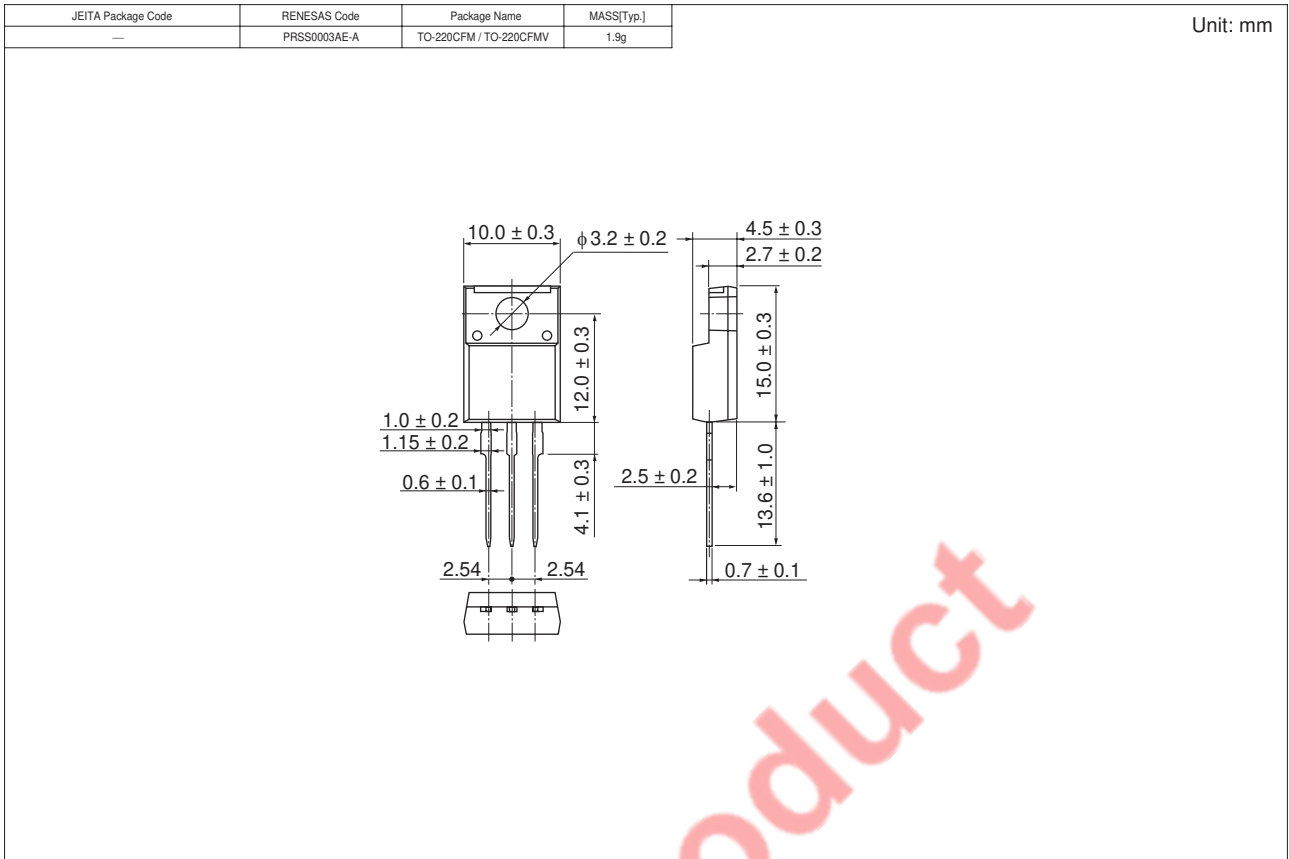 JEITA Package Code RENESAS Code Package Name MASS[Typ.]
— PRSS0003AE-A TO-220CFM / TO-220CFMV 1.9g
Unit: mm
10.0 ± 0.3
ϕ3.2 ± 0.2
4.5 ± 0.3
2.7 ± 0.2
12.0 ± 0.3
15.0 ± 0.3
1.0 ± 0.2
1.15 ± 0.2
0.6 ± 0.1
4.1 ± 0.3
2.5 ± 0.2
13.6 ± 1.0
2.54
2.54
0.7 ± 0.1
oduct